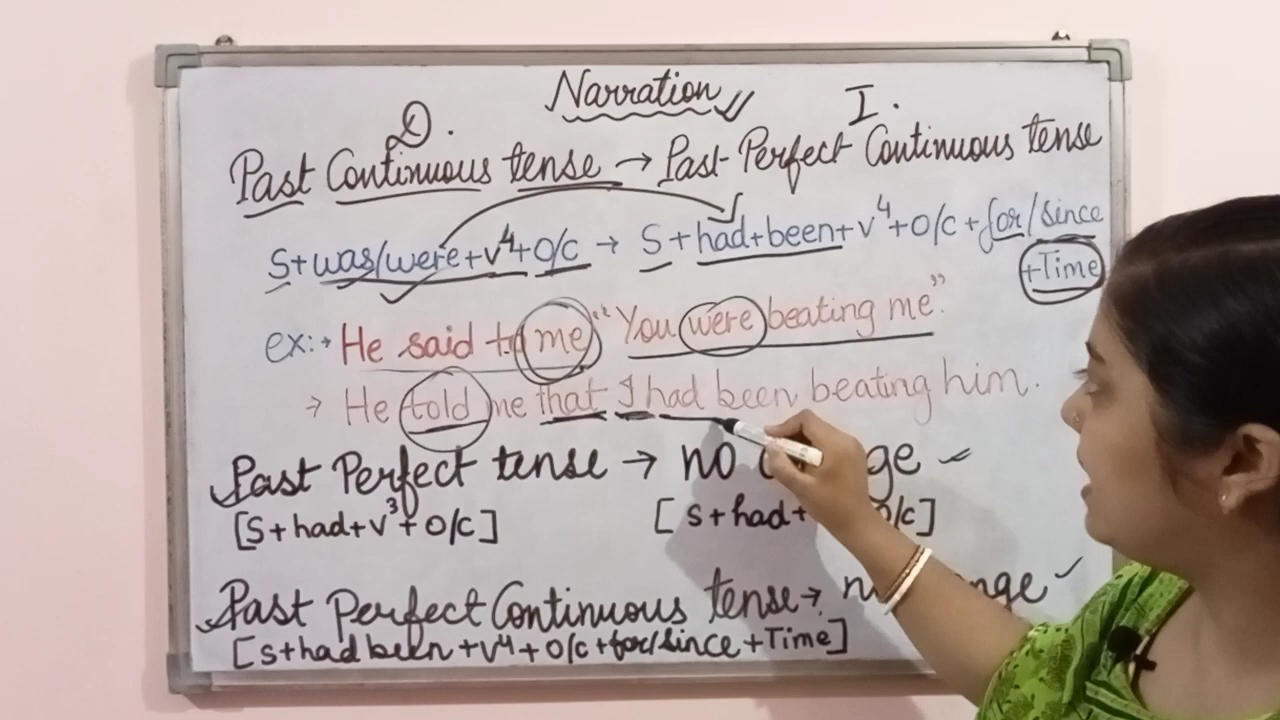 Narration
D. I.
Past Continuous tense → Past Perfect Continuous tense
S+was/were+v⁴+O/C → S+had+been+v⁴+O/C+for/since
+Time
ex:→ He said to me "You were beating me."
→ He told me that I had been beating him.
Past Perfect tense → no
[S+had+v³+O/C] [S+had+ O/C]
Past Perfect Continuous tense →
[S+had been+v⁴+O/C+for/since+Time]